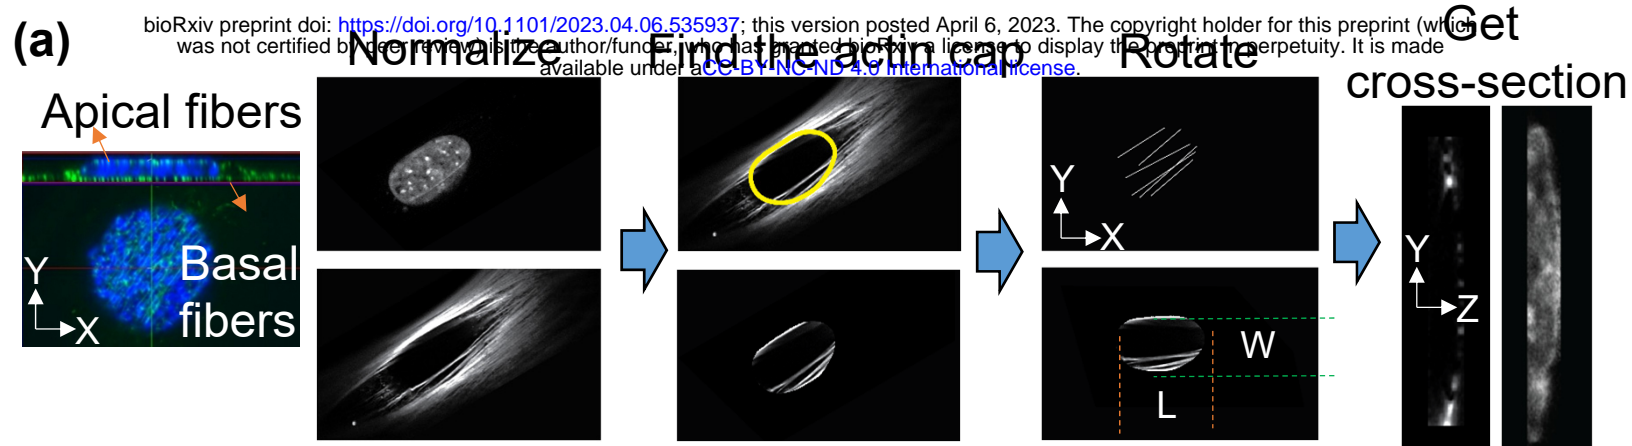 (a)
bioRxiv preprint doi: https://doi.org/10.1101/2023.04.06.535937; this version posted April 6, 2023. The copyright holder for this preprint (which
was not certified by peer review) is the author/funder, who has granted bioRxiv a license to display the preprint in perpetuity. It is made
available under aCC-BY-NC-ND 4.0 International license.
Normalize
Find the actin cap
Rotate
Get
cross-section
Apical fibers
Basal
fibers
Y
X
Y
X
W
L
Y
Z